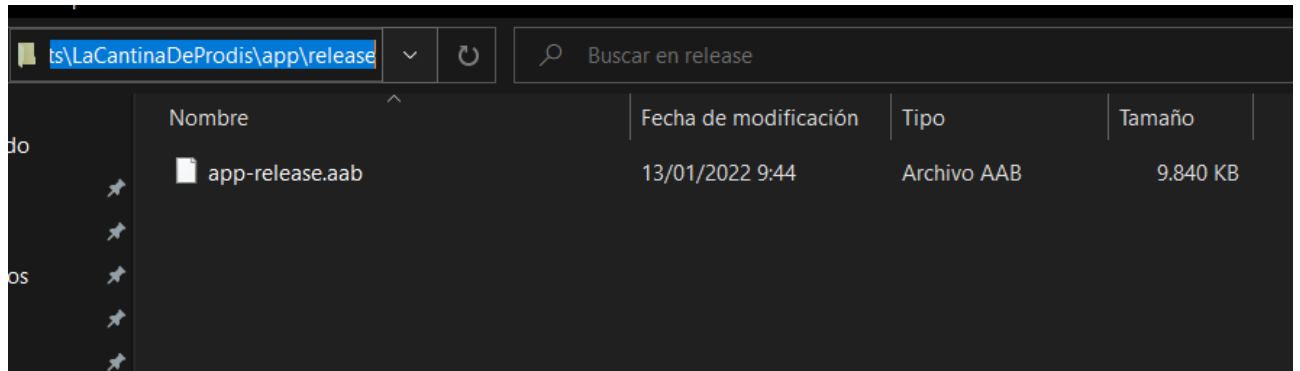 ts\LaCantinaDeProdis\app\release
Buscar en release
Nombre Fecha de modificación Tipo Tamaño
do
app-release.aab 13/01/2022 9:44 Archivo AAB 9.840 KB
os